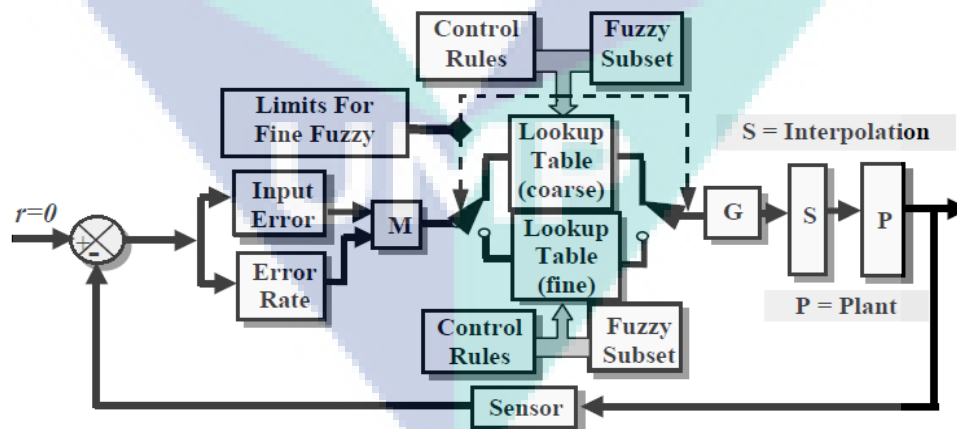 Control
Rules
Fuzzy
Subset
Limits For
Fine Fuzzy
Lookup
Table
(coarse)
S = Interpolation
Input
Error
r=0
+
-
M
G
S
P
Lookup
Table
(fine)
Error
Rate
P = Plant
Control
Rules
Fuzzy
Subset
Sensor